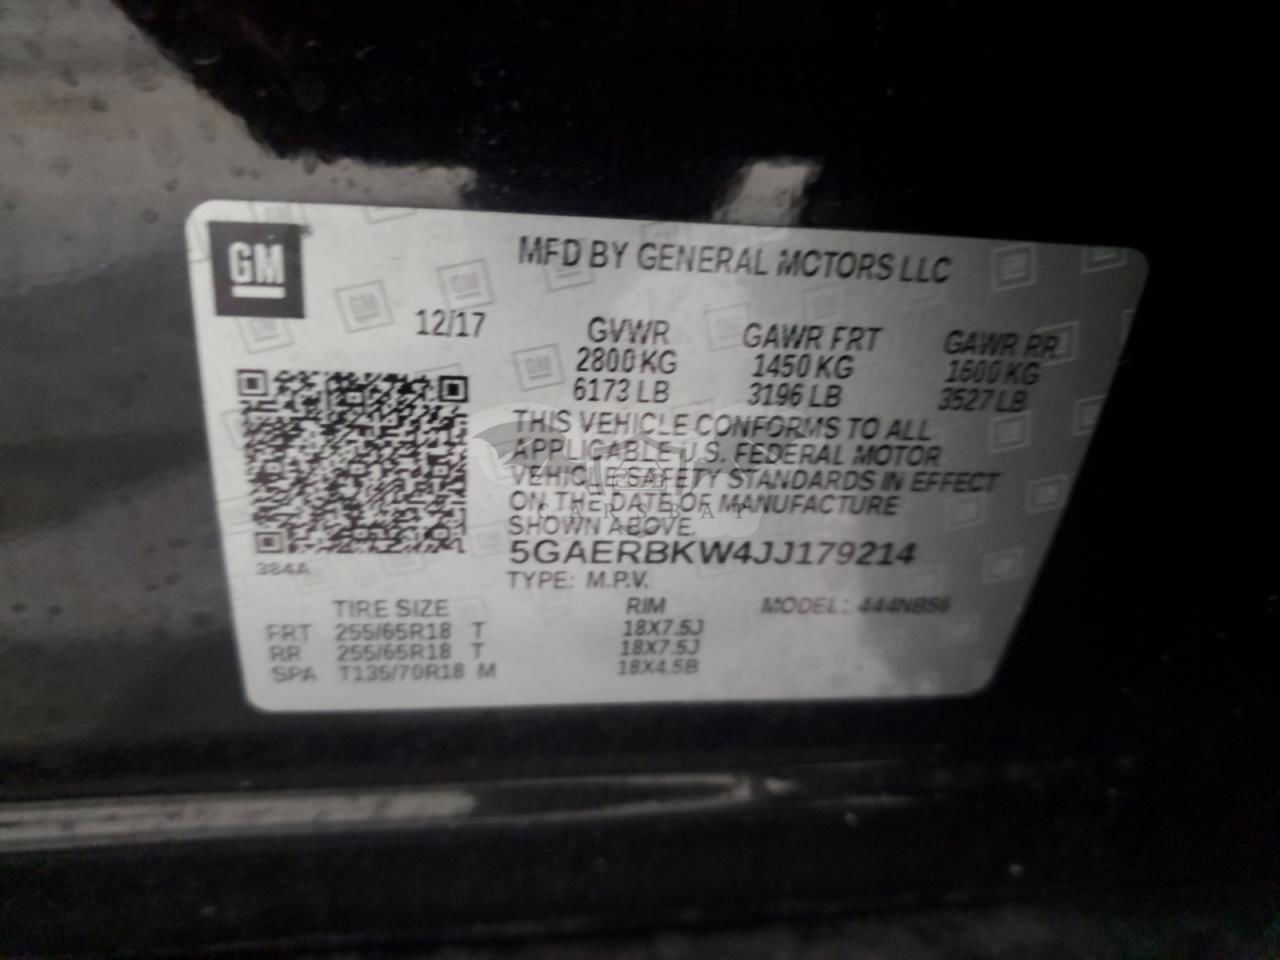 GM
MFD BY GENERAL MOTORS LLC
12/17
GVWR GAWR FRT GAWR RR
2800 KG 1450 KG 1600 KG
6173 LB 3196 LB 3527 LB
THIS VEHICLE CONFORMS TO ALL
APPLICABLE U.S. FEDERAL MOTOR
VEHICLE SAFETY STANDARDS IN EFFECT
ON THE DATE OF MANUFACTURE
SHOWN ABOVE.
CARSBAT
5GAERBKW4JJ179214
384A
TYPE: M.P.V.
TIRE SIZE RIM MODEL: 444NB56
FRT 255/65R18 T 18X7.5J
RR 255/65R18 T 18X7.5J
SPA T135/70R18 M 18X4.5B